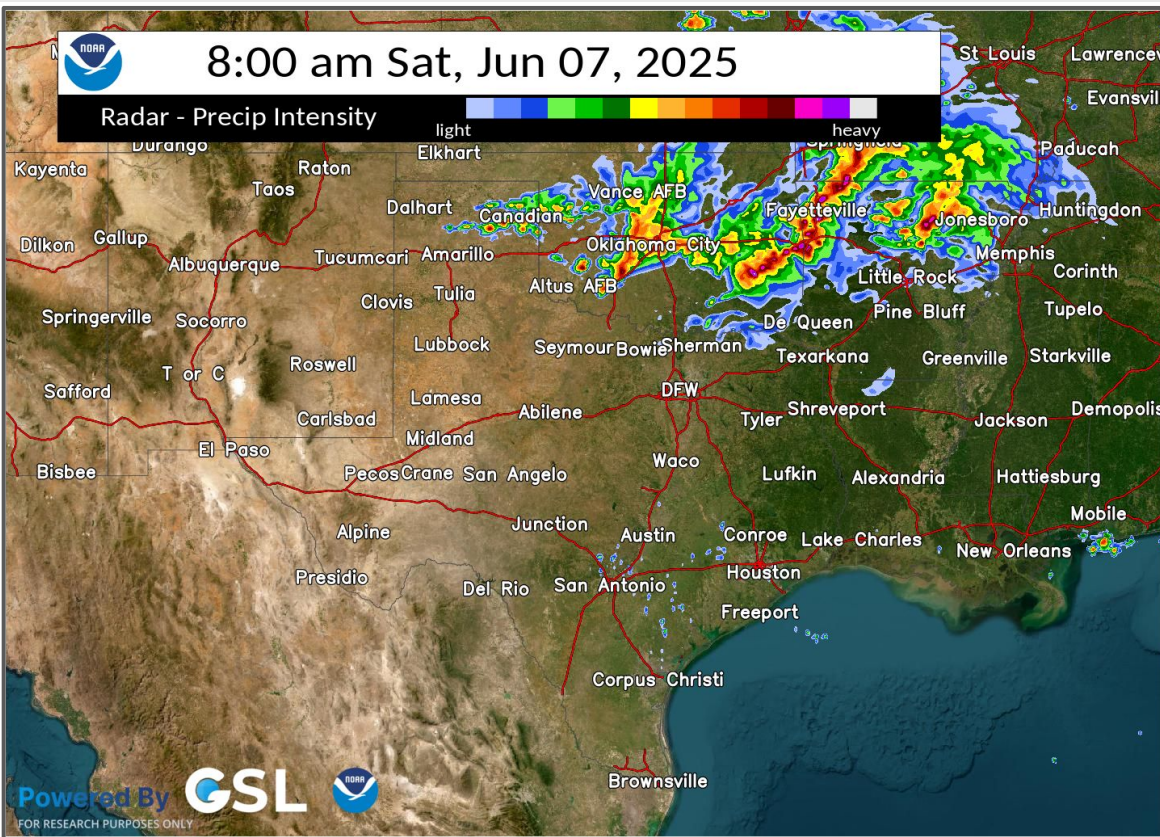 NOAA
8:00 am Sat, Jun 07, 2025
Radar - Precip Intensity
light
heavy
St Louis
Lawrencev
Evansvil
Durango
Elkhart
Springfield
Paducah
Kayenta
Raton
Taos
Vance AFB
Dalhart
Canadian
Fayetteville
Jonesboro
Huntingdon
Dilkon
Gallup
Oklahoma City
Albuquerque
Tucumcari
Amarillo
Memphis
Altus AFB
Little Rock
Corinth
Clovis
Tulia
Springerville
Socorro
De Queen
Pine Bluff
Tupelo
Lubbock
Seymour
Bowie
Sherman
Texarkana
Greenville
Starkville
T or C
Roswell
Safford
Lamesa
DFW
Carlsbad
Abilene
Tyler
Shreveport
Jackson
Demopolis
El Paso
Midland
Waco
Bisbee
Pecos
Crane
San Angelo
Lufkin
Alexandria
Hattiesburg
Mobile
Alpine
Junction
Austin
Conroe
Lake Charles
New Orleans
Presidio
Del Rio
San Antonio
Houston
Freeport
Corpus Christi
Brownsville
Powered By
GSL
NOAA
FOR RESEARCH PURPOSES ONLY